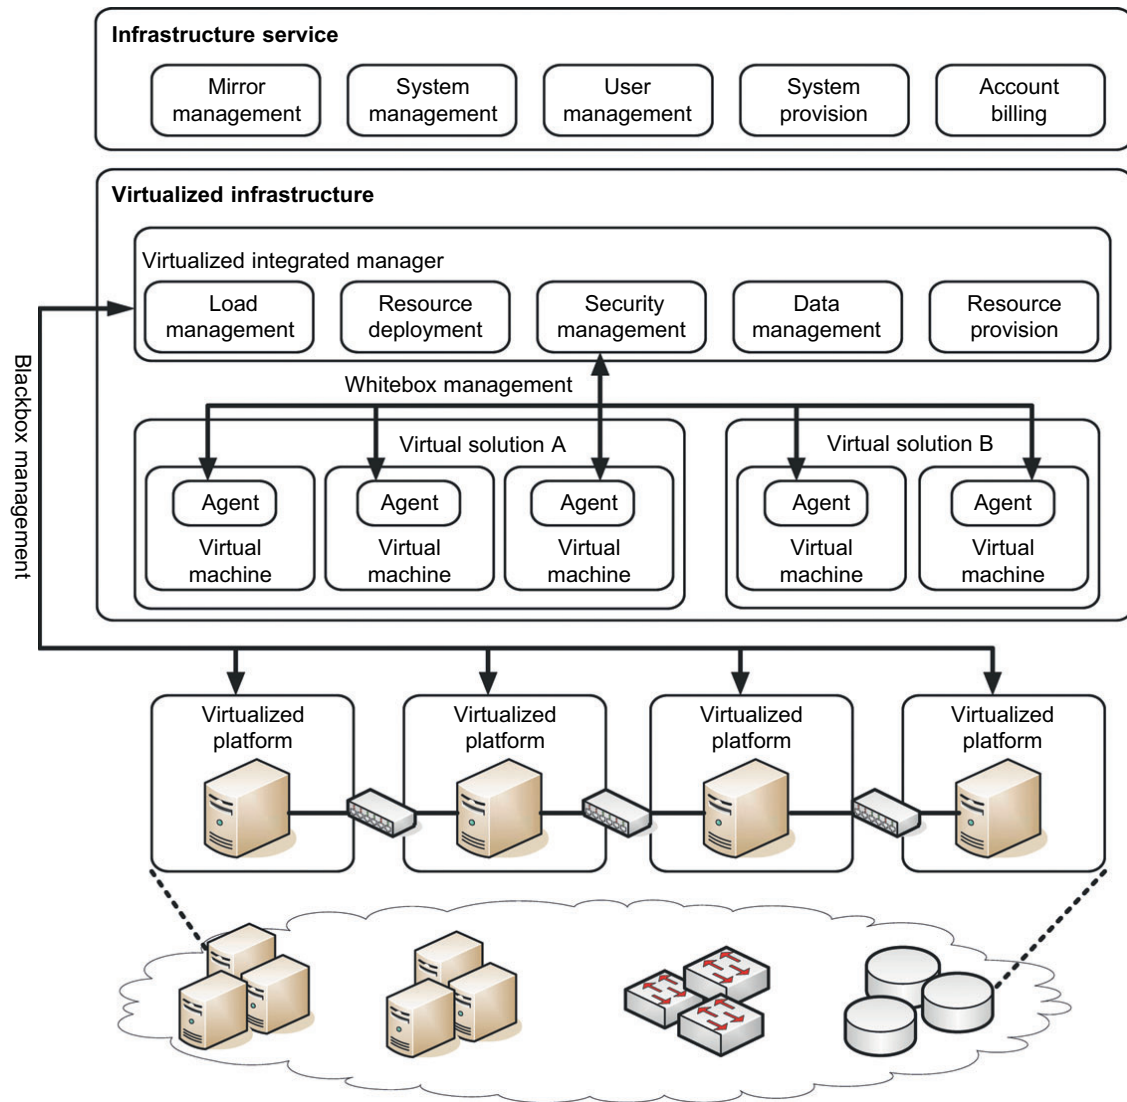 Infrastructure service
Mirror
management
System
management
User
management
System
provision
Account
billing
Virtualized infrastructure
Virtualized integrated manager
Load
management
Resource
deployment
Security
management
Data
management
Resource
provision
Blackbox management
Whitebox management
Virtual solution A
Agent
Virtual
machine
Agent
Virtual
machine
Agent
Virtual
machine
Virtual solution B
Agent
Virtual
machine
Agent
Virtual
machine
Virtualized
platform
Virtualized
platform
Virtualized
platform
Virtualized
platform